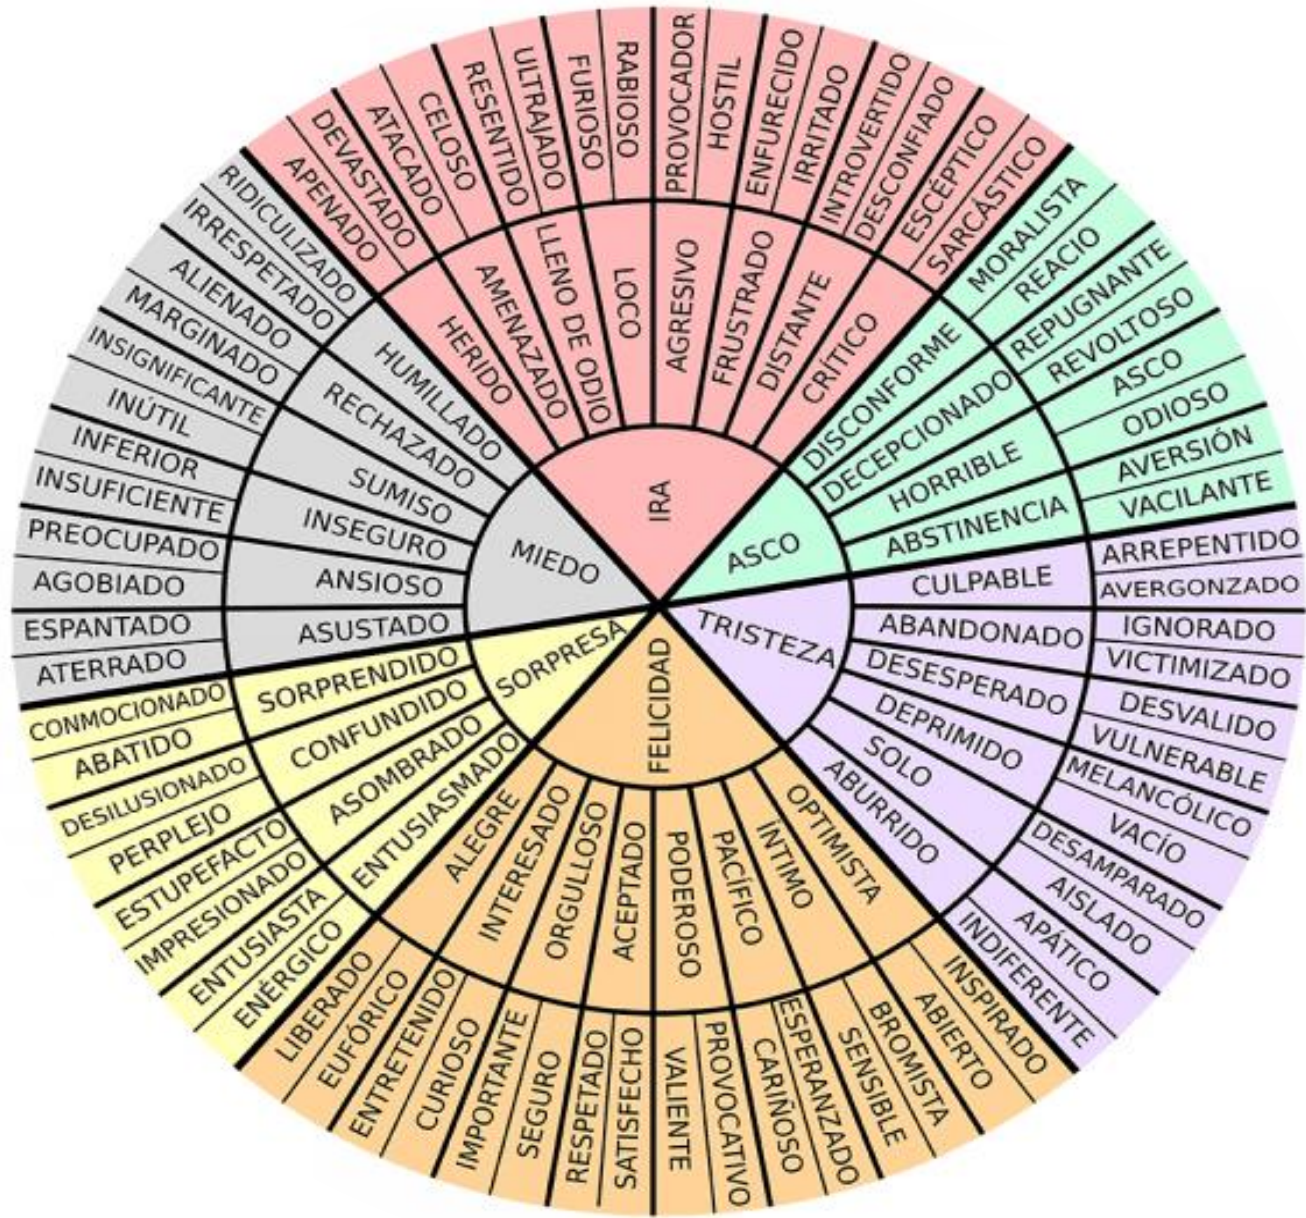 IRA
HERIDO
APENADO
DEVASTADO
AMENAZADO
ATACADO
CELOSO
LLENO DE ODIO
RESENTIDO
ULTRAJADO
LOCO
FURIOSO
RABIOSO
AGRESIVO
PROVOCADOR
HOSTIL
FRUSTRADO
ENFURECIDO
IRRITADO
DISTANTE
INTROVERTIDO
DESCONFIADO
CRÍTICO
ESCÉPTICO
SARCÁSTICO
ASCO
DISCONFORME
MORALISTA
REACIO
DECEPCIONADO
REPUGNANTE
REVOLTOSO
HORRIBLE
ASCO
ODIOSO
ABSTINENCIA
AVERSIÓN
VACILANTE
TRISTEZA
CULPABLE
ARREPENTIDO
AVERGONZADO
ABANDONADO
IGNORADO
VICTIMIZADO
DESESPERADO
DESVALIDO
VULNERABLE
DEPRIMIDO
MELANCÓLICO
VACÍO
SOLO
DESAMPARADO
AISLADO
ABURRIDO
APÁTICO
INDIFERENTE
FELICIDAD
OPTIMISTA
INSPIRADO
ABIERTO
ÍNTIMO
BROMISTA
SENSIBLE
PACÍFICO
ESPERANZADO
CARIÑOSO
PODEROSO
PROVOCATIVO
VALIENTE
ACEPTADO
SATISFECHO
RESPETADO
ORGULLOSO
SEGURO
IMPORTANTE
INTERESADO
CURIOSO
ENTRETENIDO
ALEGRE
EUFÓRICO
LIBERADO
SORPRESA
ENTUSIASMADO
ENÉRGICO
ENTUSIASTA
ASOMBRADO
IMPRESIONADO
ESTUPEFACTO
CONFUNDIDO
PERPLEJO
DESILUSIONADO
SORPRENDIDO
ABATIDO
CONMOCIONADO
MIEDO
ASUSTADO
ATERRADO
ESPANTADO
ANSIOSO
AGOBIADO
PREOCUPADO
INSEGURO
INSUFICIENTE
INFERIOR
SUMISO
INÚTIL
INSIGNIFICANTE
RECHAZADO
MARGINADO
ALIENADO
HUMILLADO
IRRESPETADO
RIDICULIZADO